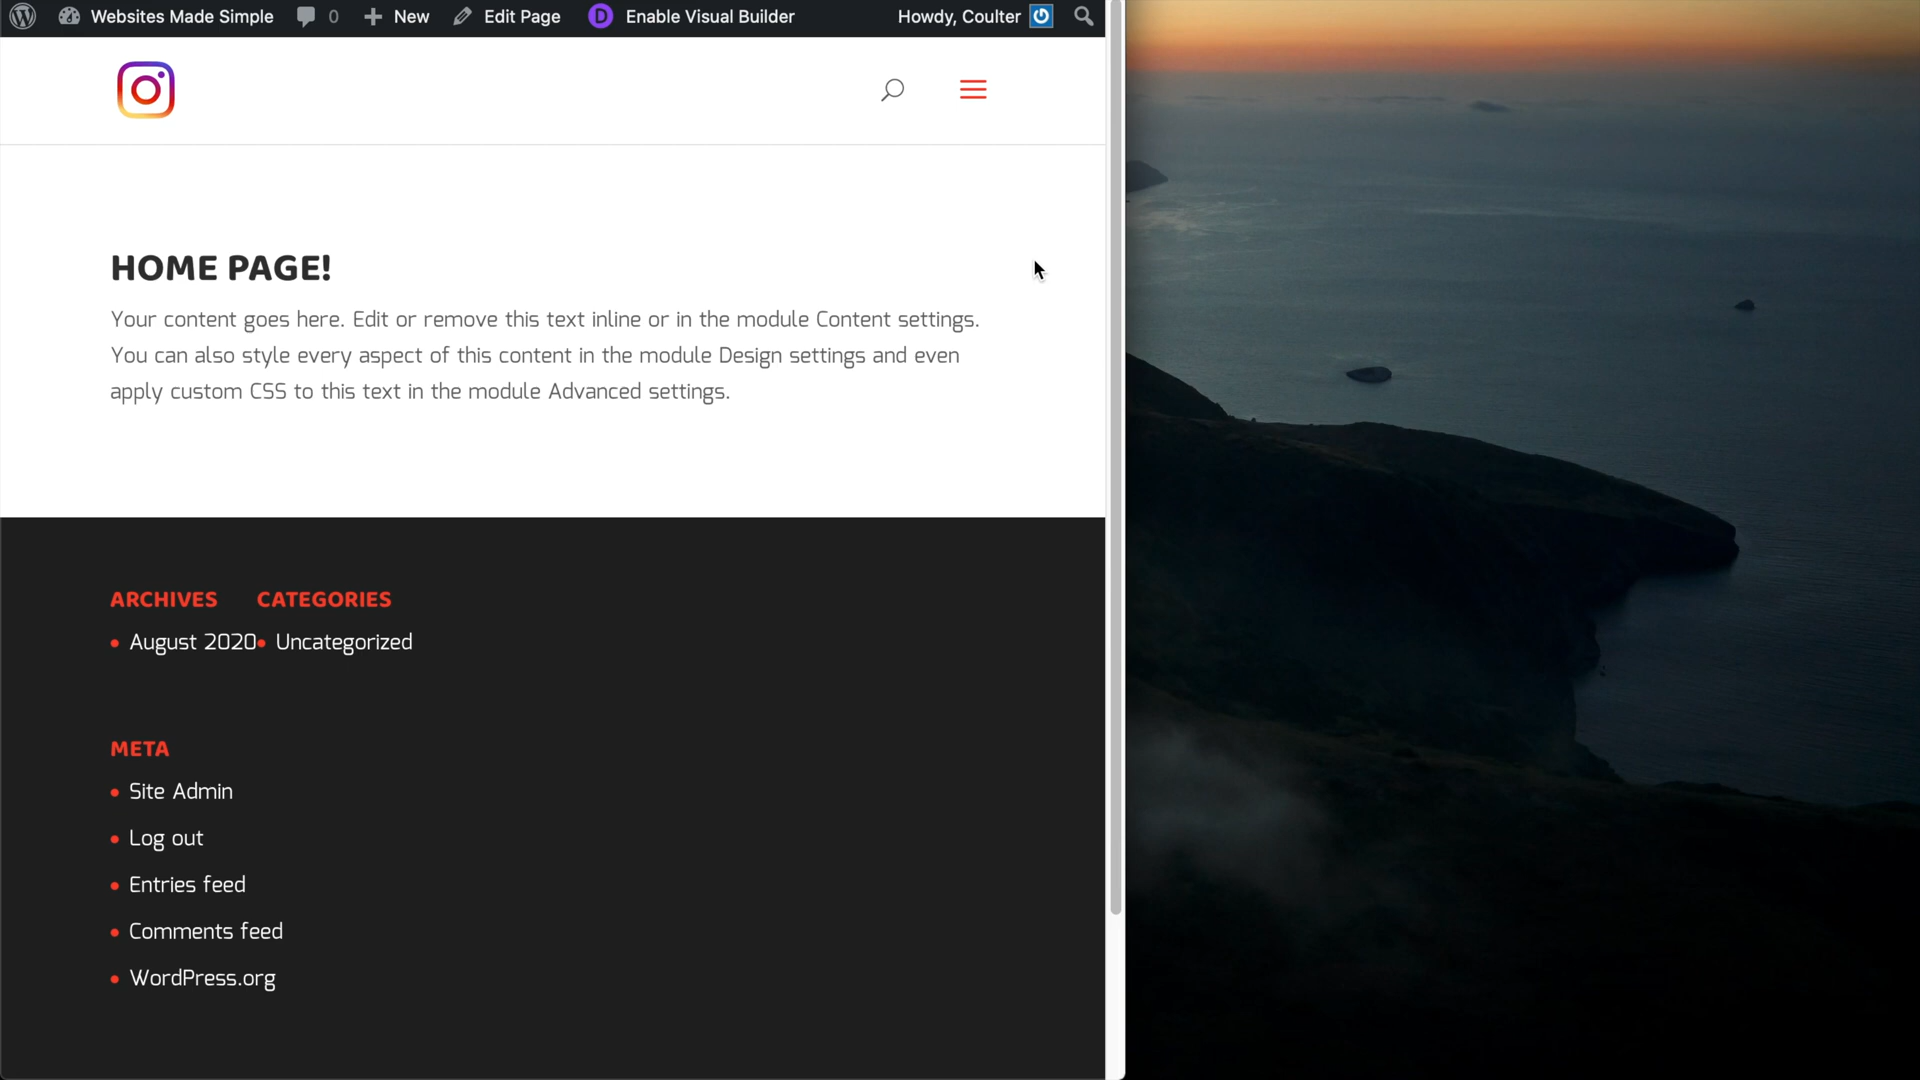 Websites Made Simple 0 New Edit Page D Enable Visual Builder Howdy, Coulter
HOME PAGE!
Your content goes here. Edit or remove this text inline or in the module Content settings.
You can also style every aspect of this content in the module Design settings and even
apply custom CSS to this text in the module Advanced settings.
ARCHIVES CATEGORIES
August 2020 Uncategorized
META
Site Admin
Log out
Entries feed
Comments feed
WordPress.org